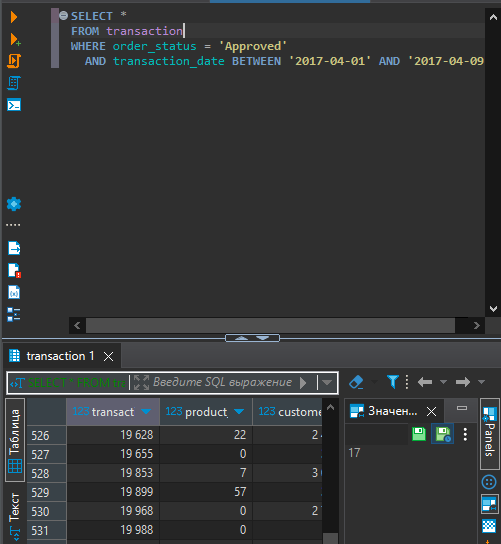 SELECT *
FROM transaction
WHERE order_status = 'Approved'
AND transaction_date BETWEEN '2017-04-01' AND '2017-04-09
transaction 1
SELECT * FROM tra
Введите SQL выражение
Таблица
Текст
123 transact
123 product_
123 custome
526 19 628 22 2
527 19 655 0
528 19 853 7 3
529 19 899 57
530 19 968 0 2
531 19 988 0
Значен...
17
Panels